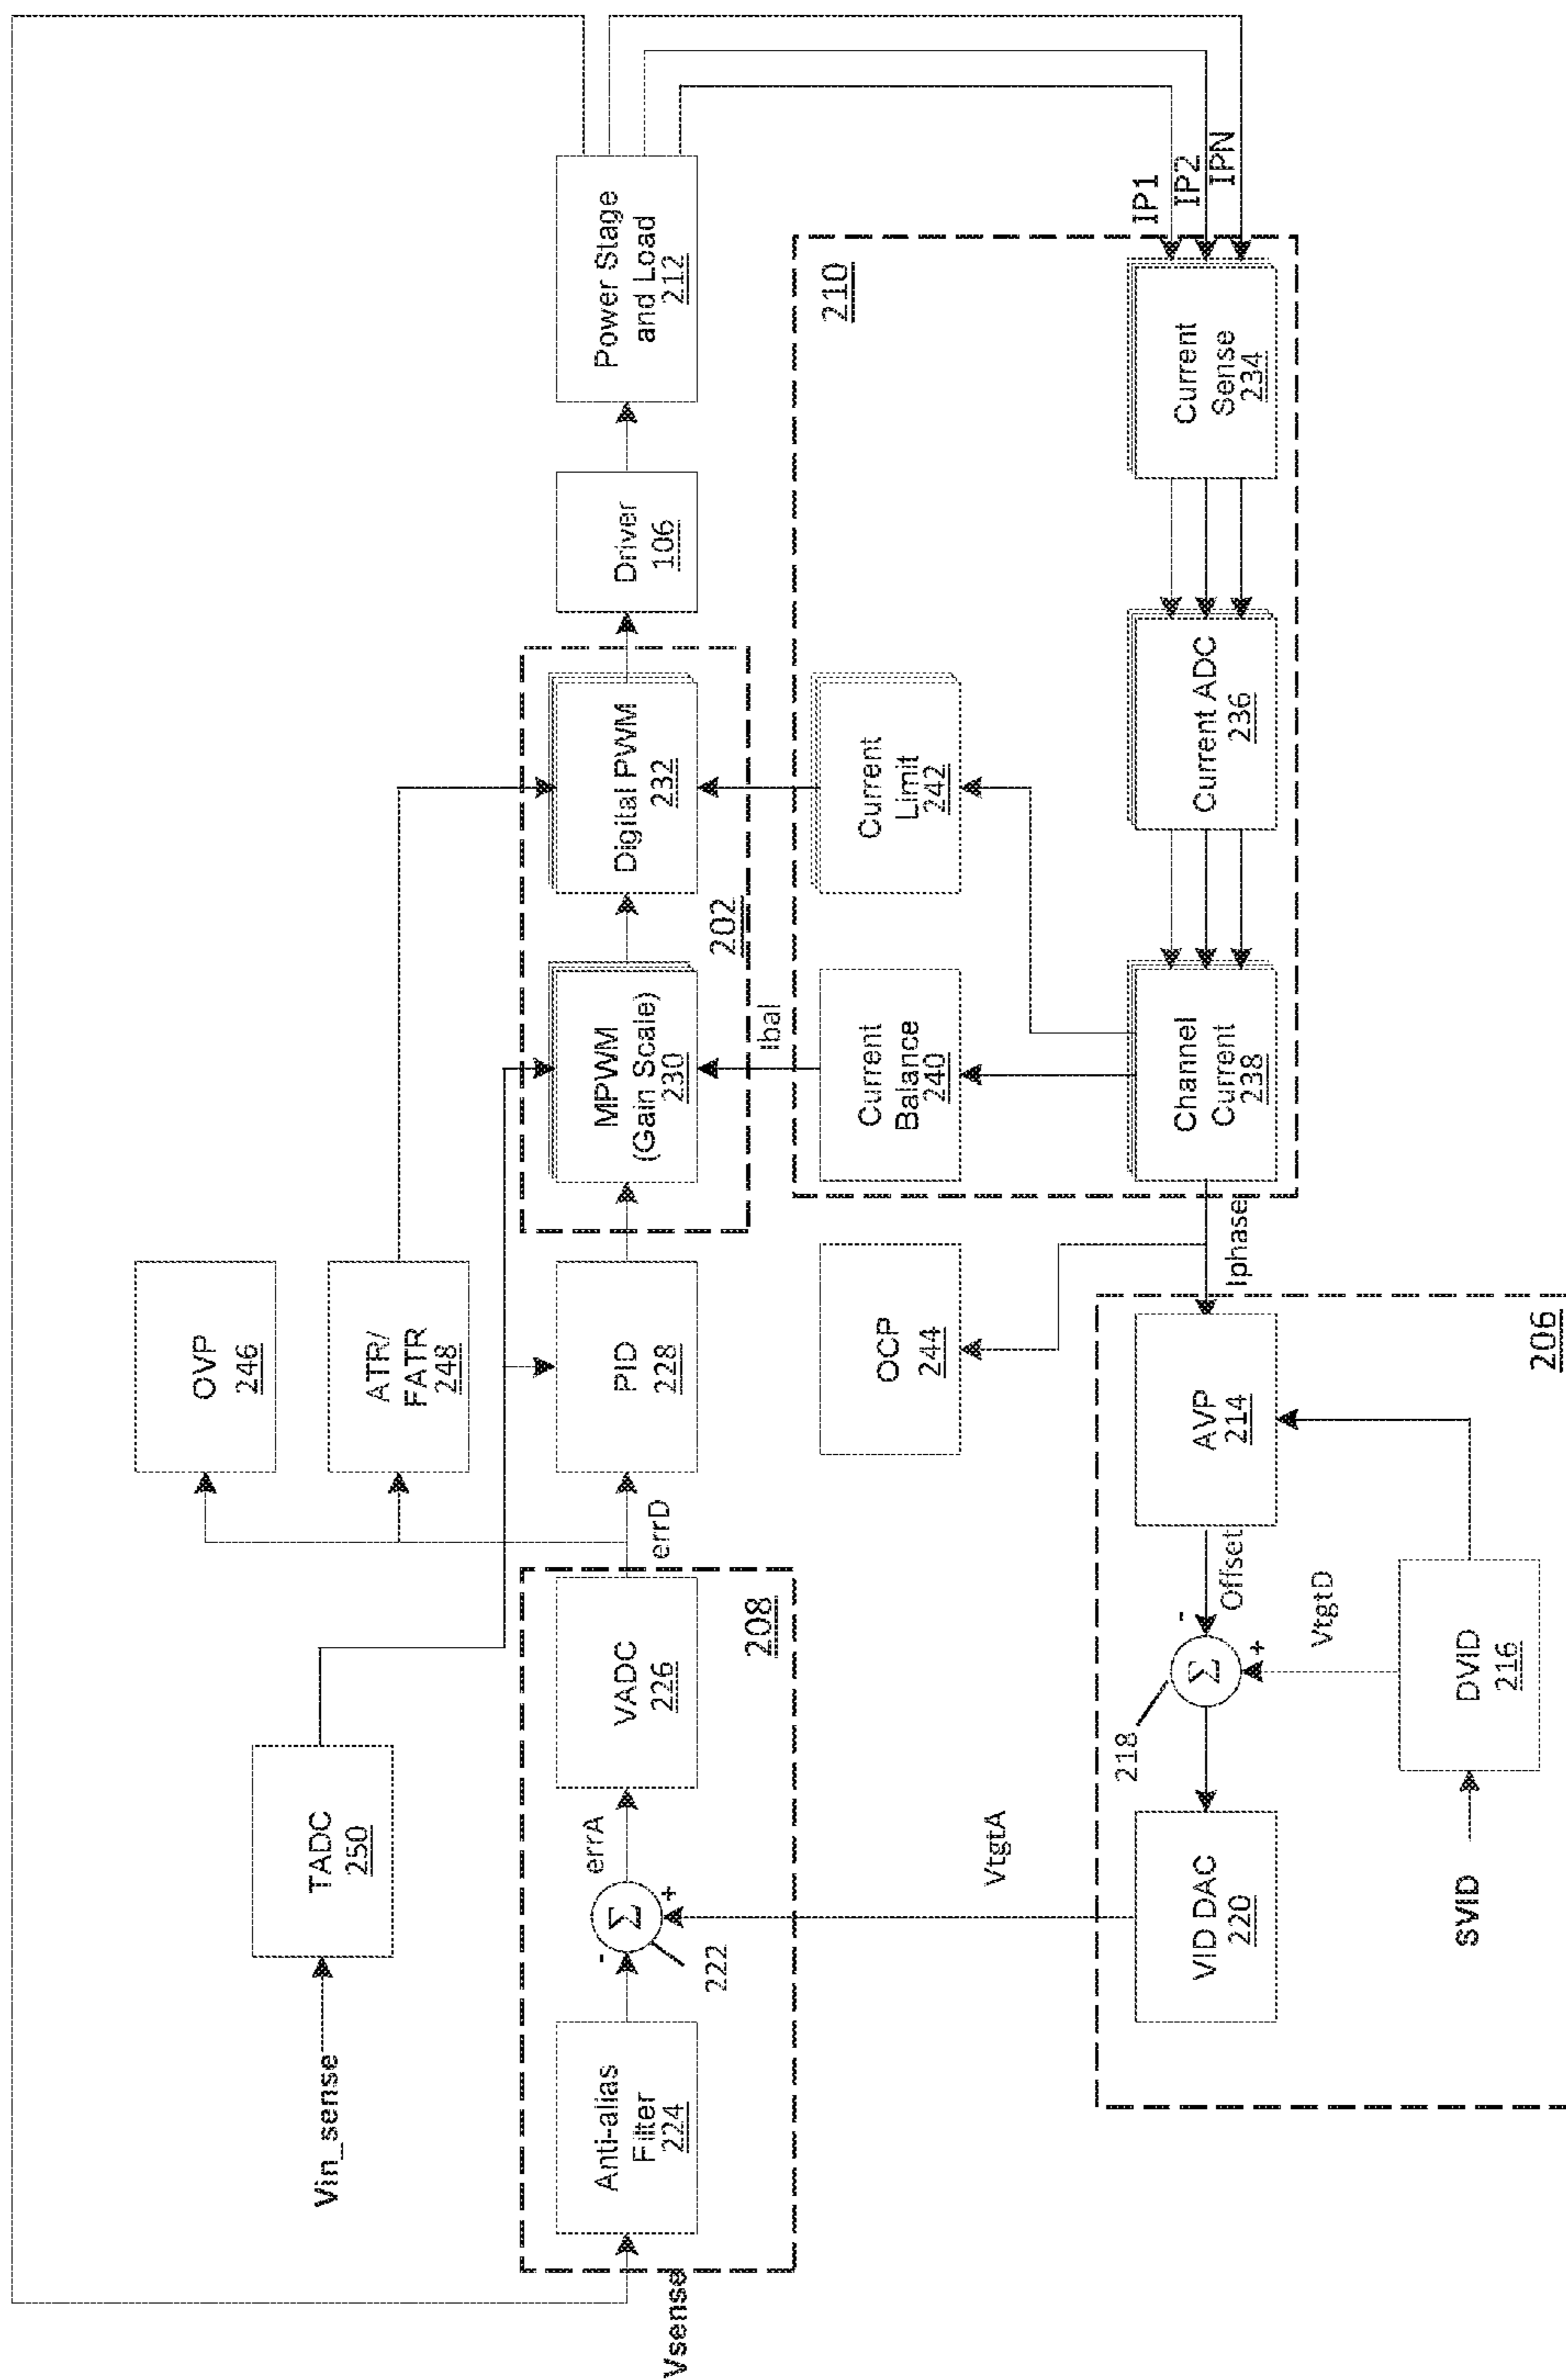 Vin_sense
TADC
250
OVP
246
ATR/
FATR
248
Vsense
Anti-alias
Filter
224
-
Σ
+
222
errA
VADC
226
208
errD
PID
228
MPWM
(Gain Scale)
230
Digital PWM
232
202
Driver
106
Power Stage
and Load
212
VtgtA
OCP
244
Ibal
Current
Balance
240
Current
Limit
242
210
IP1
IP2
IPN
Iphase
Channel
Current
238
Current ADC
236
Current
Sense
234
VID DAC
220
218
Σ
-
+
Offset
AVP
214
VtgtD
SVID
DVID
216
206